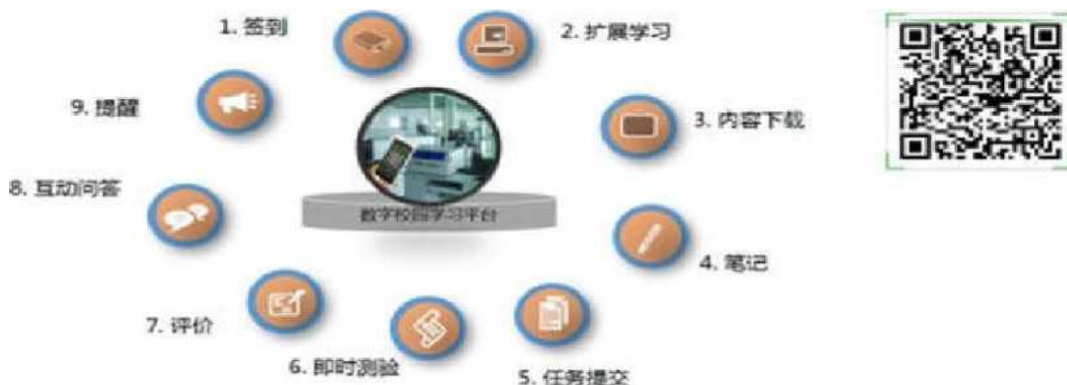 1. 签到
2. 扩展学习
3. 内容下载
4. 笔记
5. 任务提交
6. 即时测验
7. 评价
8. 互动问答
9. 提醒
数字校园学习平台